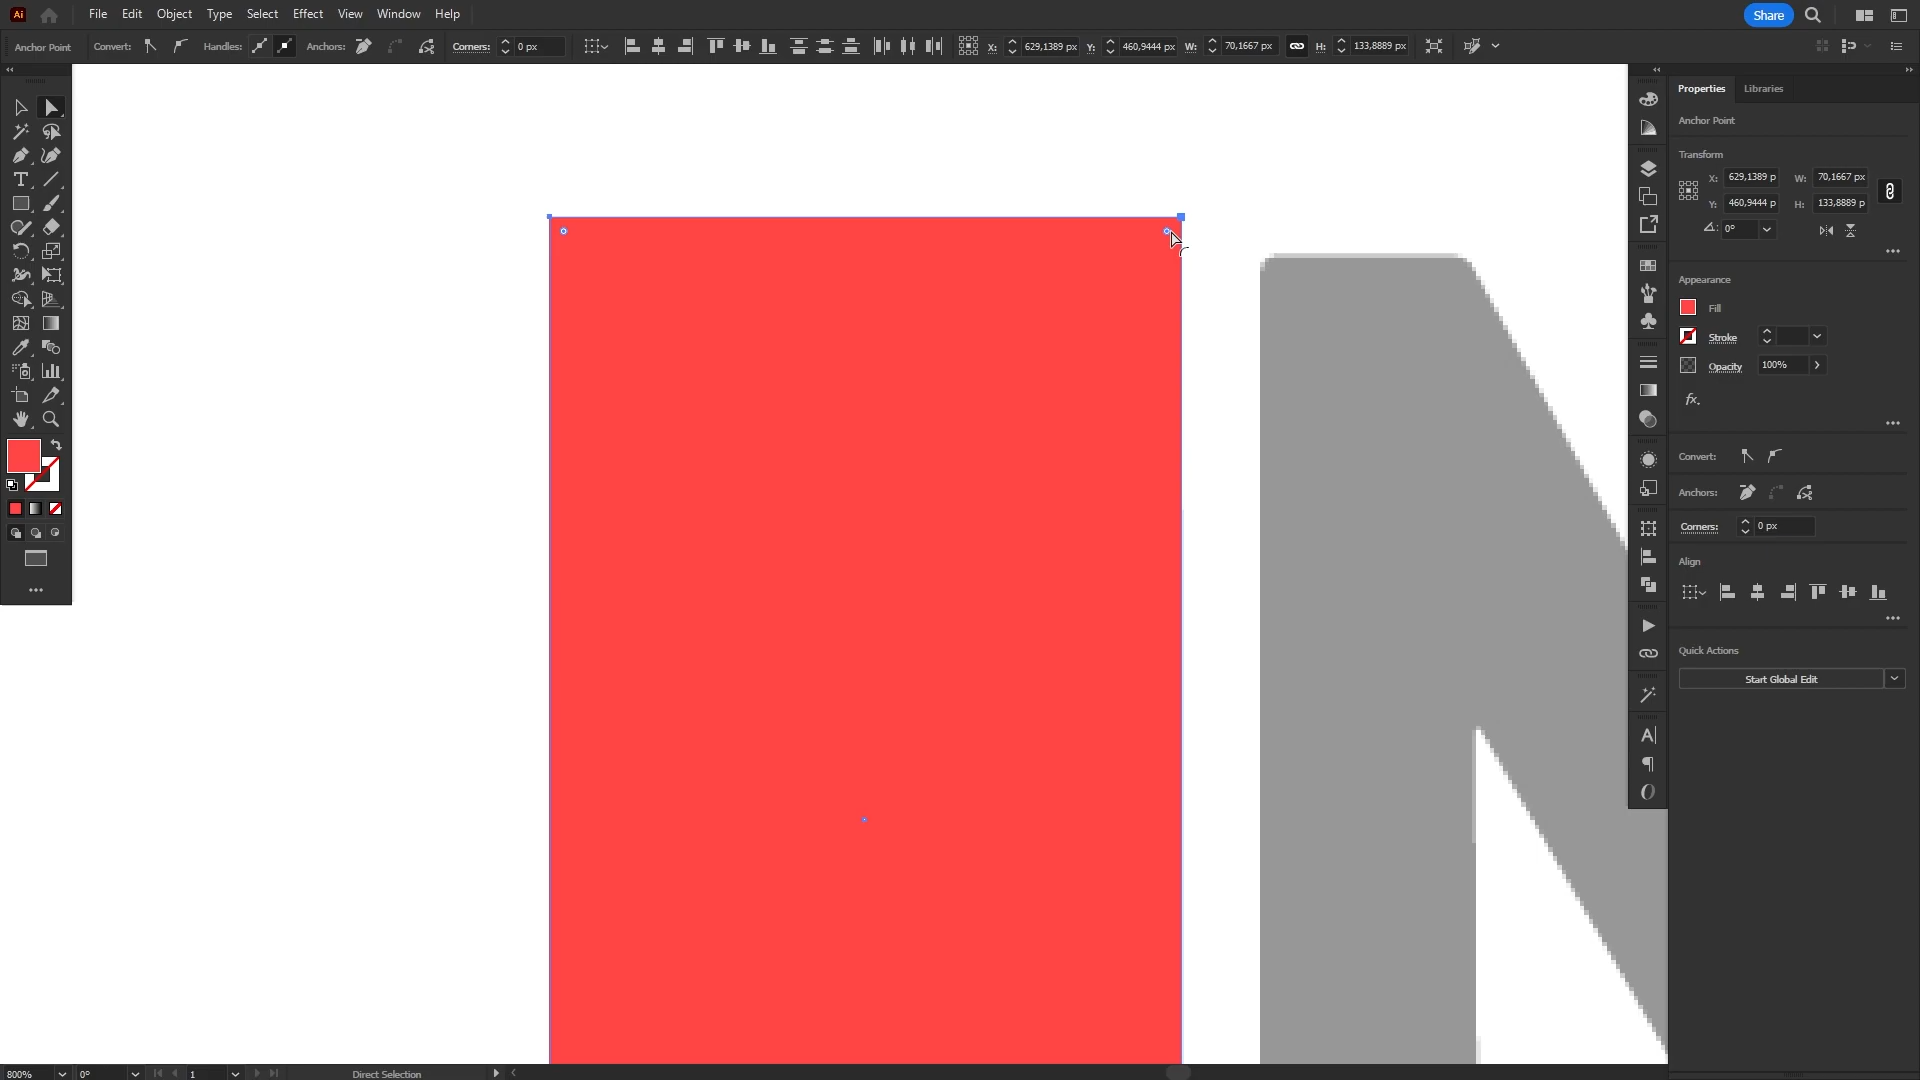 Ai File Edit Object Type Select Effect View Window Help Share
Anchor Point Convert: Handles: Anchors: Corners: 0 px X: 629,1389 px Y: 460,9444 px W: 70,1667 px H: 133,8889 px
Properties Libraries
Anchor Point
Transform
X: 629,1389 p W: 70,1667 px
Y: 460,9444 p H: 133,8889 p
0°
Appearance
Fill
Stroke
Opacity 100%
fx.
Convert:
Anchors:
Corners: 0 px
Align
Quick Actions
Start Global Edit
800% 0° 1 Direct Selection